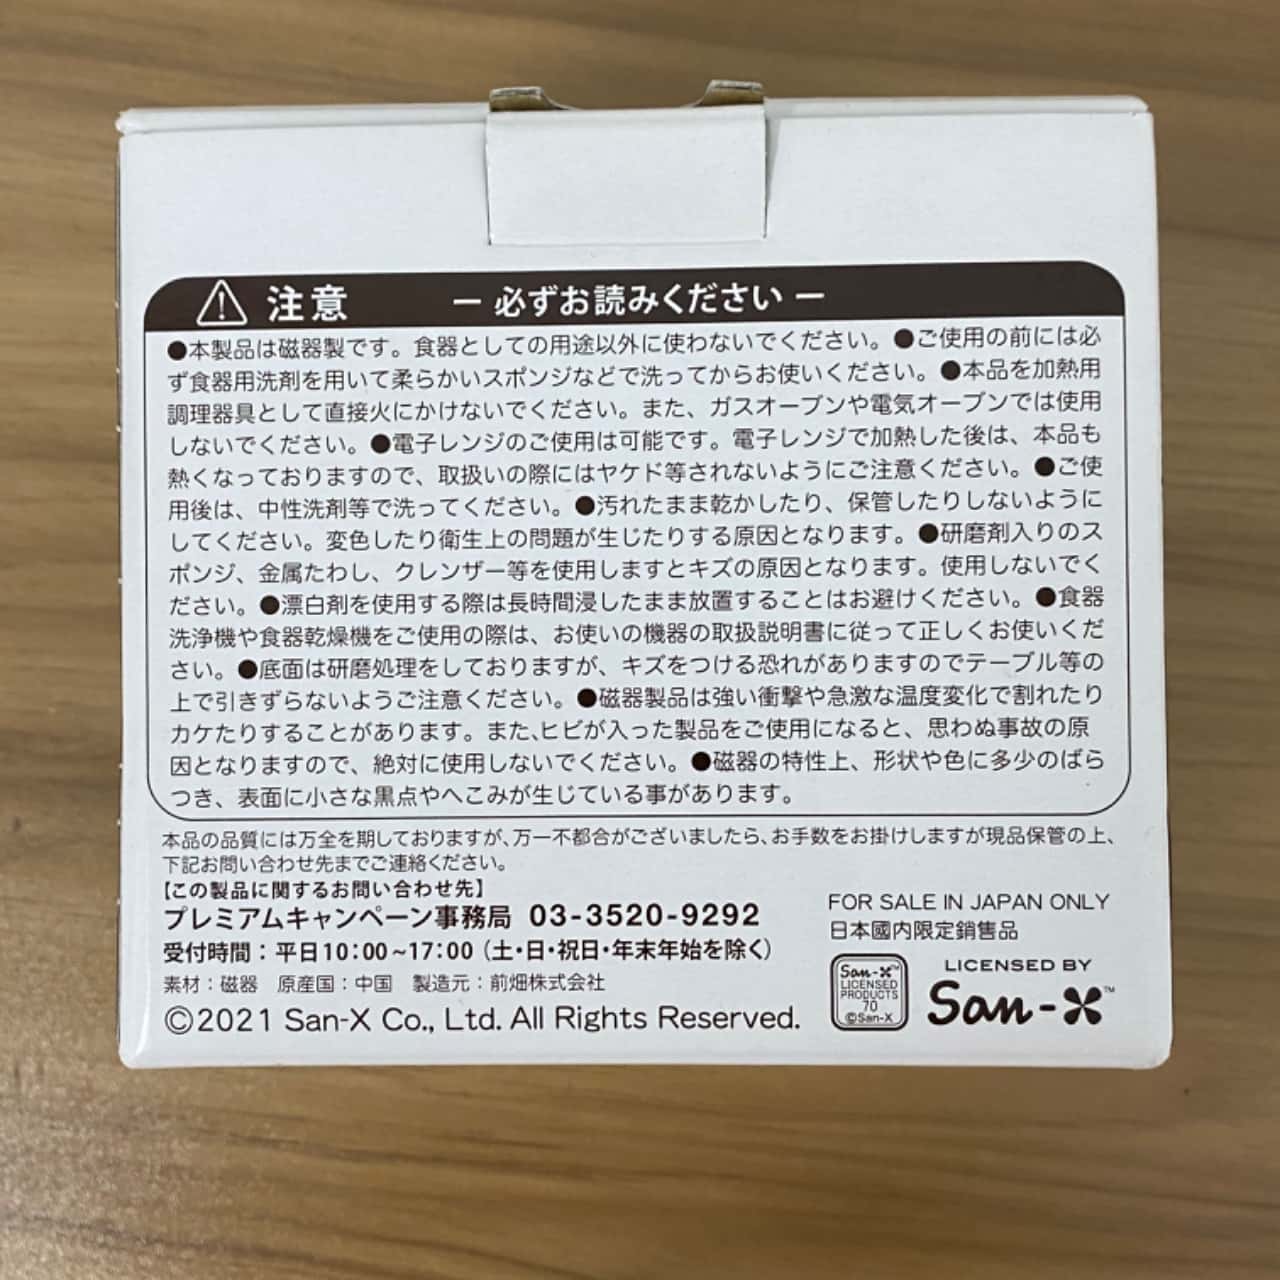 注意 ー 必ずお読みください ー
●本製品は磁器製です。食器としての用途以外に使わないでください。●ご使用の前には必
ず食器用洗剤を用いて柔らかいスポンジなどで洗ってからお使いください。●本品を加熱用
調理器具として直接火にかけないでください。また、ガスオーブンや電気オーブンでは使用
しないでください。●電子レンジのご使用は可能です。電子レンジで加熱した後は、本品も
熱くなっておりますので、取扱いの際にはヤケド等されないようにご注意ください。●ご使
用後は、中性洗剤等で洗ってください。●汚れたまま乾かしたり、保管したりしないように
してください。変色したり衛生上の問題が生じたりする原因となります。●研磨剤入りのス
ポンジ、金属たわし、クレンザー等を使用しますとキズの原因となります。使用しないでく
ださい。●漂白剤を使用する際は長時間浸したまま放置することはお避けください。●食器
洗浄機や食器乾燥機をご使用の際は、お使いの機器の取扱説明書に従って正しくお使いくだ
さい。●底面は研磨処理をしておりますが、キズをつける恐れがありますのでテーブル等の
上で引きずらないようご注意ください。●磁器製品は強い衝撃や急激な温度変化で割れたり
カケたりすることがあります。また、ヒビが入った製品をご使用になると、思わぬ事故の原
因となりますので、絶対に使用しないでください。●磁器の特性上、形状や色に多少のばら
つき、表面に小さな黒点やへこみが生じている事があります。
本品の品質には万全を期しておりますが、万一不都合がございましたら、お手数をお掛けしますが現品保管の上、
下記お問い合わせ先までご連絡ください。
【この製品に関するお問い合わせ先】
プレミアムキャンペーン事務局 03-3520-9292
受付時間：平日10:00~17:00（土・日・祝日・年末年始を除く）
素材：磁器 原産国：中国 製造元：前畑株式会社
©2021 San-X Co., Ltd. All Rights Reserved.
FOR SALE IN JAPAN ONLY
日本國内限定銷售品
San-X™
LICENSED
PRODUCTS
70
©San-X
LICENSED BY
San-X™